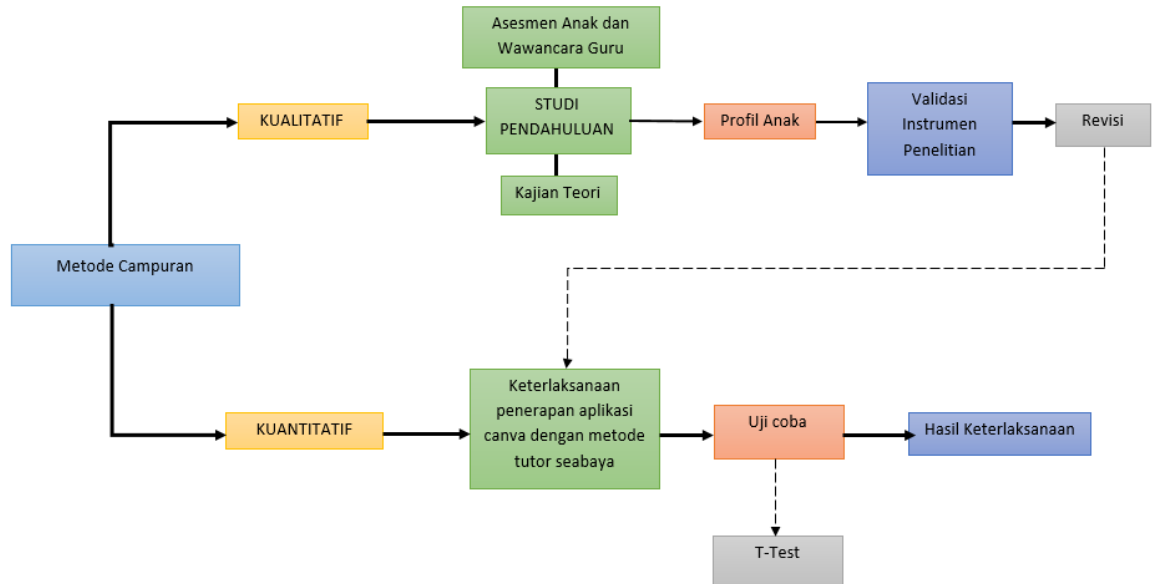 Asesmen Anak dan
Wawancara Guru
KUALITATIF
STUDI
PENDAHULUAN
Profil Anak
Validasi
Instrumen
Penelitian
Revisi
Kajian Teori
Metode Campuran
KUANTITATIF
Keterlaksanaan
penerapan aplikasi
canva dengan metode
tutor seabaya
Uji coba
Hasil Keterlaksanaan
T-Test